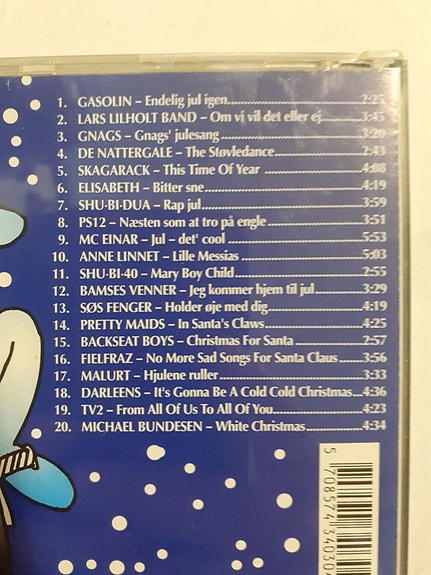 1. GASOLIN – Endelig jul igen 2:25
2. LARS LILHOLT BAND – Om vi vil det eller ej 3:45
3. GNAGS – Gnags' julesang 3:20
4. DE NATTERGALE – The Støvledance 2:43
5. SKAGARACK – This Time Of Year 4:08
6. ELISABETH – Bitter sne 4:19
7. SHU·BI·DUA – Rap jul 3:59
8. PS12 – Næsten som at tro på engle 3:51
9. MC EINAR – Jul – det' cool 5:53
10. ANNE LINNET – Lille Messias 5:03
11. SHU·BI·40 – Mary Boy Child 2:55
12. BAMSES VENNER – Jeg kommer hjem til jul 3:29
13. SØS FENGER – Holder øje med dig 4:19
14. PRETTY MAIDS – In Santa's Claws 4:25
15. BACKSEAT BOYS – Christmas For Santa 2:57
16. FIELFRAZ – No More Sad Songs For Santa Claus 3:56
17. MALURT – Hjulene ruller 3:33
18. DARLEENS – It's Gonna Be A Cold Cold Christmas 4:36
19. TV2 – From All Of Us To All Of You 4:23
20. MICHAEL BUNDESEN – White Christmas 4:34
5 708574 34030